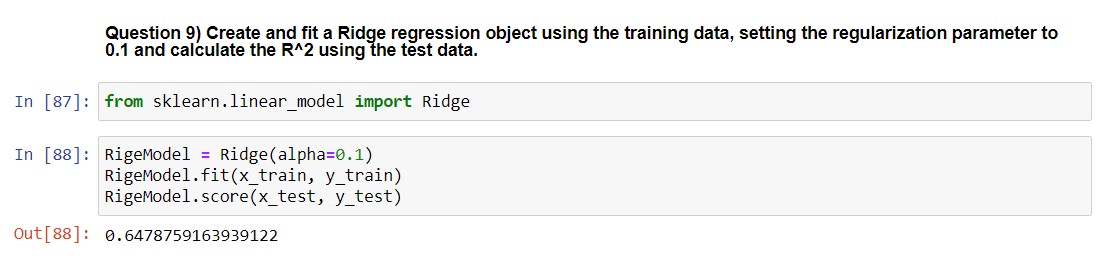 Question 9) Create and fit a Ridge regression object using the training data, setting the regularization parameter to
0.1 and calculate the R^2 using the test data.
In [87]: from sklearn.linear_model import Ridge
In [88]: RigeModel = Ridge(alpha=0.1)
RigeModel.fit(x_train, y_train)
RigeModel.score(x_test, y_test)
Out[88]: 0.6478759163939122